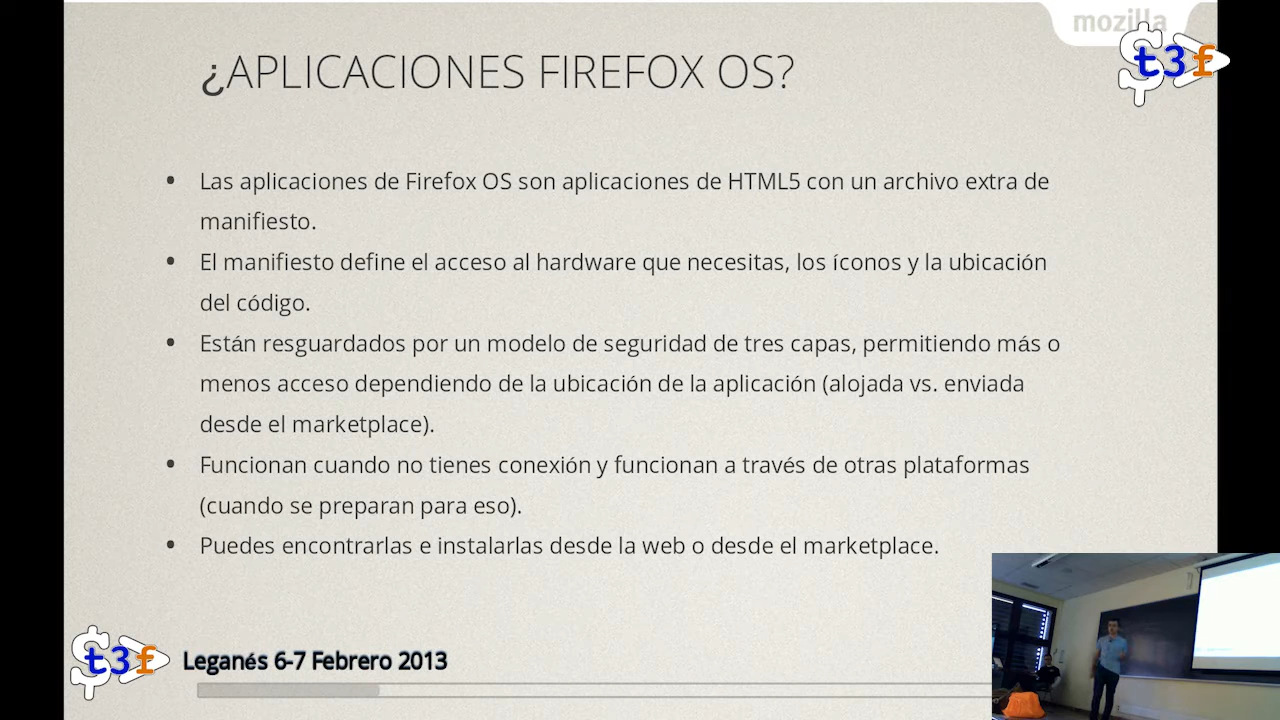 mozilla
$t3f
¿APLICACIONES FIREFOX OS?
• Las aplicaciones de Firefox OS son aplicaciones de HTML5 con un archivo extra de
manifiesto.
• El manifiesto define el acceso al hardware que necesitas, los íconos y la ubicación
del código.
• Están resguardados por un modelo de seguridad de tres capas, permitiendo más o
menos acceso dependiendo de la ubicación de la aplicación (alojada vs. enviada
desde el marketplace).
• Funcionan cuando no tienes conexión y funcionan a través de otras plataformas
(cuando se preparan para eso).
• Puedes encontrarlas e instalarlas desde la web o desde el marketplace.
$t3f
Leganés 6-7 Febrero 2013